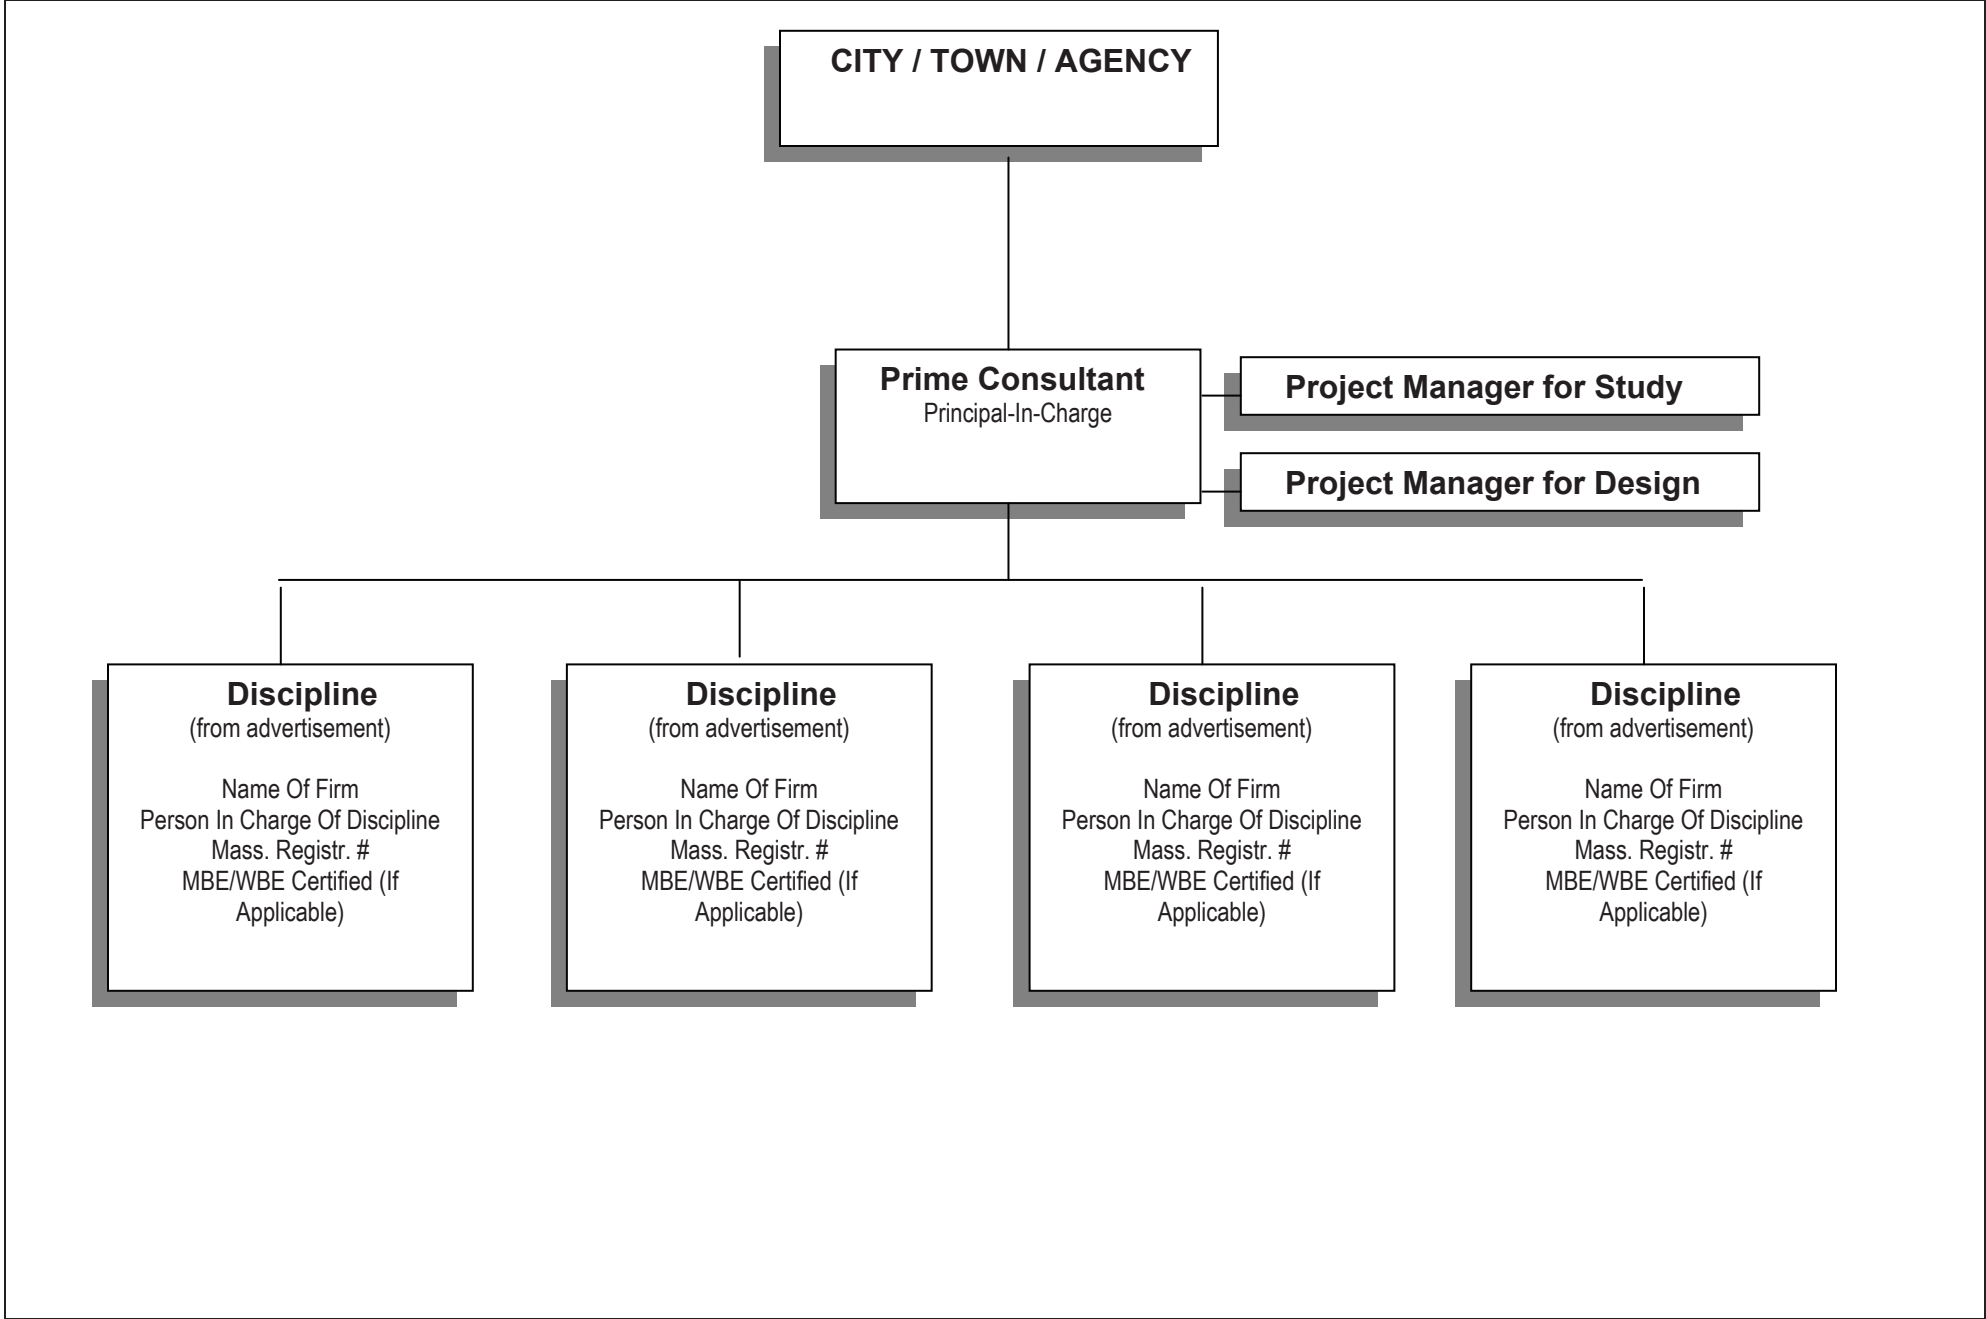 CITY / TOWN / AGENCY
Prime Consultant
Principal-In-Charge
Project Manager for Study
Project Manager for Design
Discipline
(from advertisement)
Name Of Firm
Person In Charge Of Discipline
Mass. Registr. #
MBE/WBE Certified (If
Applicable)
Discipline
(from advertisement)
Name Of Firm
Person In Charge Of Discipline
Mass. Registr. #
MBE/WBE Certified (If
Applicable)
Discipline
(from advertisement)
Name Of Firm
Person In Charge Of Discipline
Mass. Registr. #
MBE/WBE Certified (If
Applicable)
Discipline
(from advertisement)
Name Of Firm
Person In Charge Of Discipline
Mass. Registr. #
MBE/WBE Certified (If
Applicable)